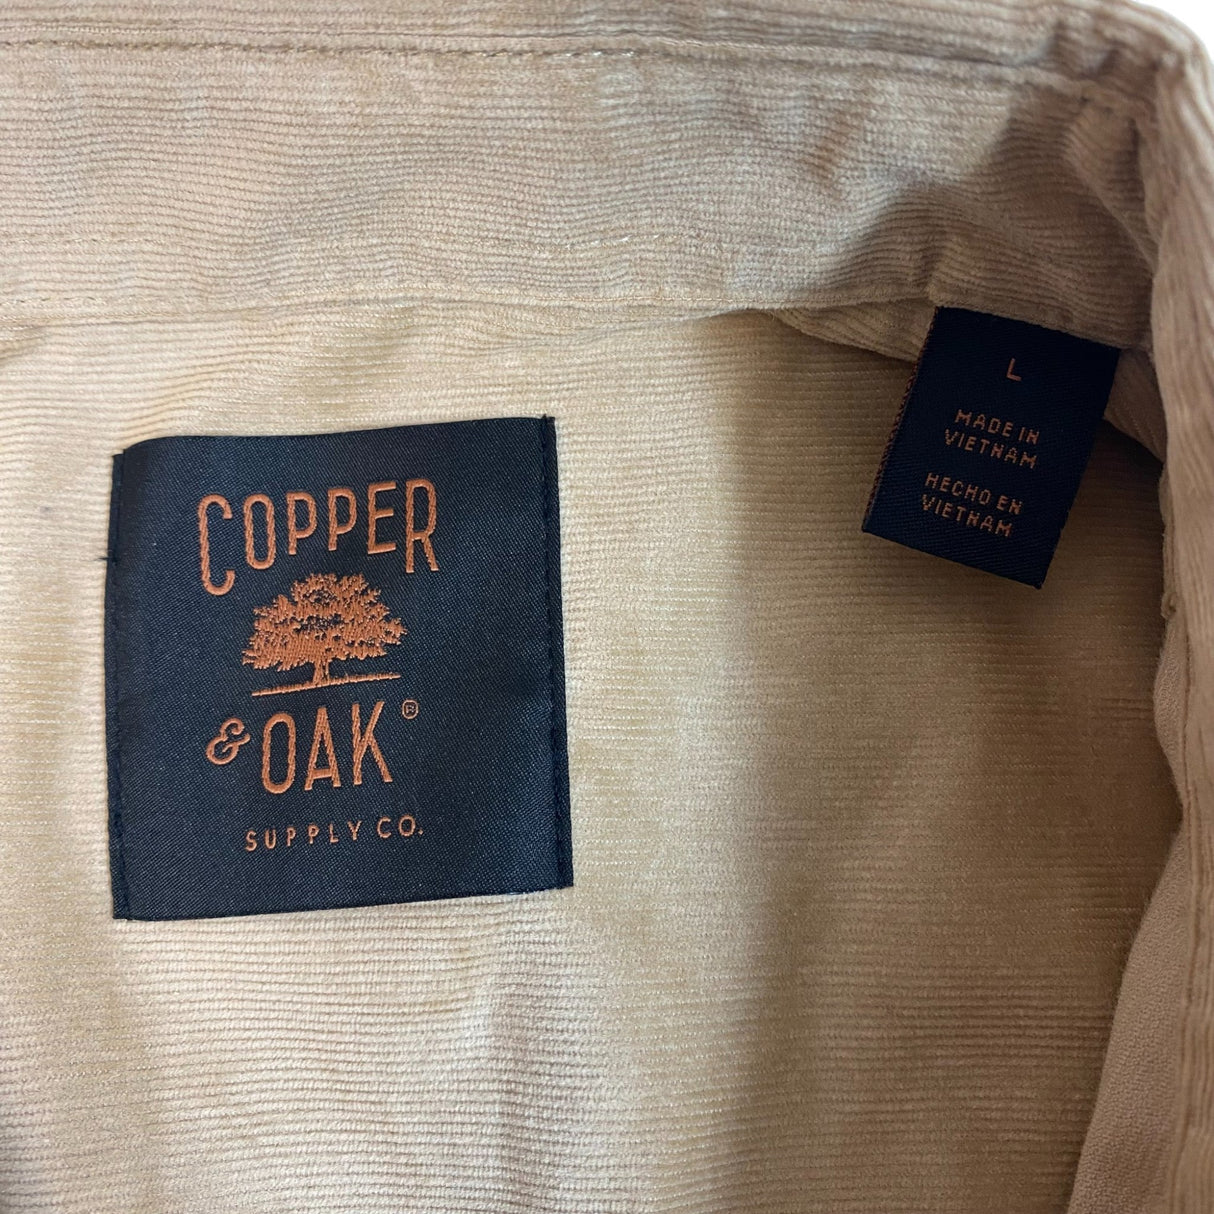 COPPER
& OAK®
SUPPLY CO.
L
MADE IN
VIETNAM
HECHO EN
VIETNAM